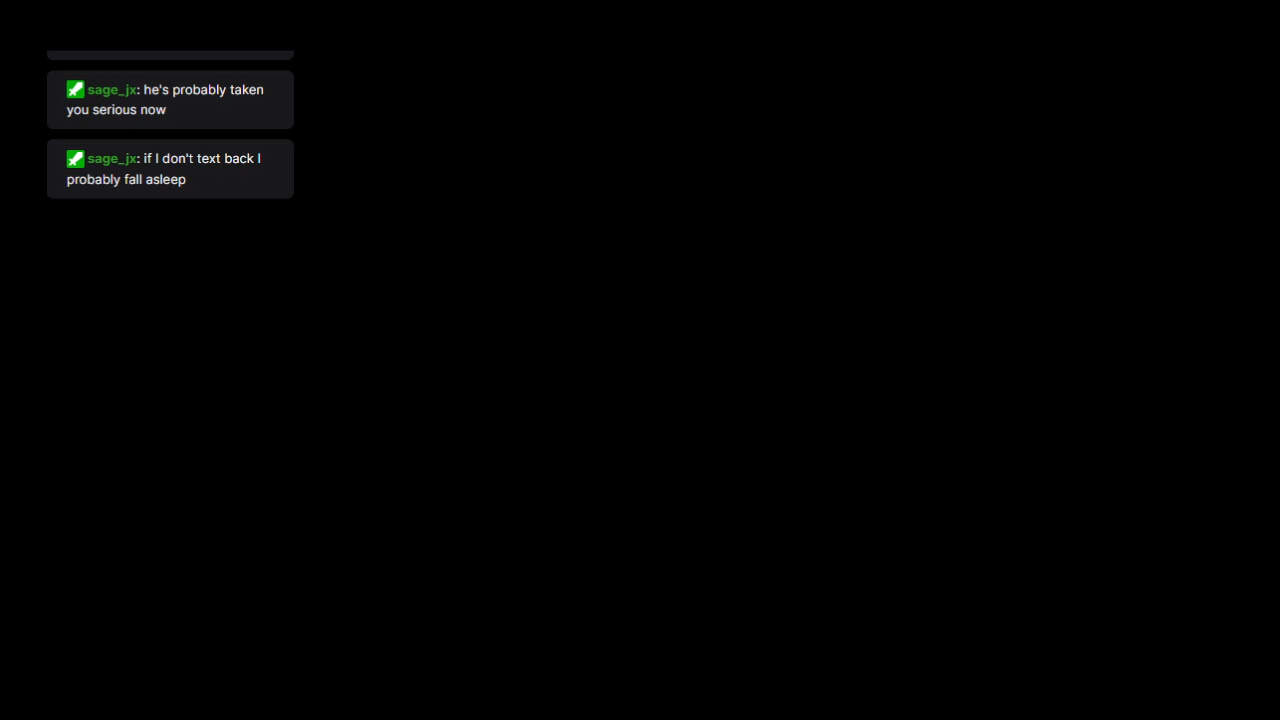 sage_jx: he's probably taken
you serious now
sage_jx: if I don't text back I
probably fall asleep